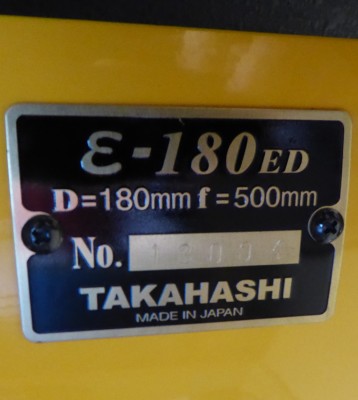 ε-180ED
D=180mm f=500mm
No.
TAKAHASHI
MADE IN JAPAN